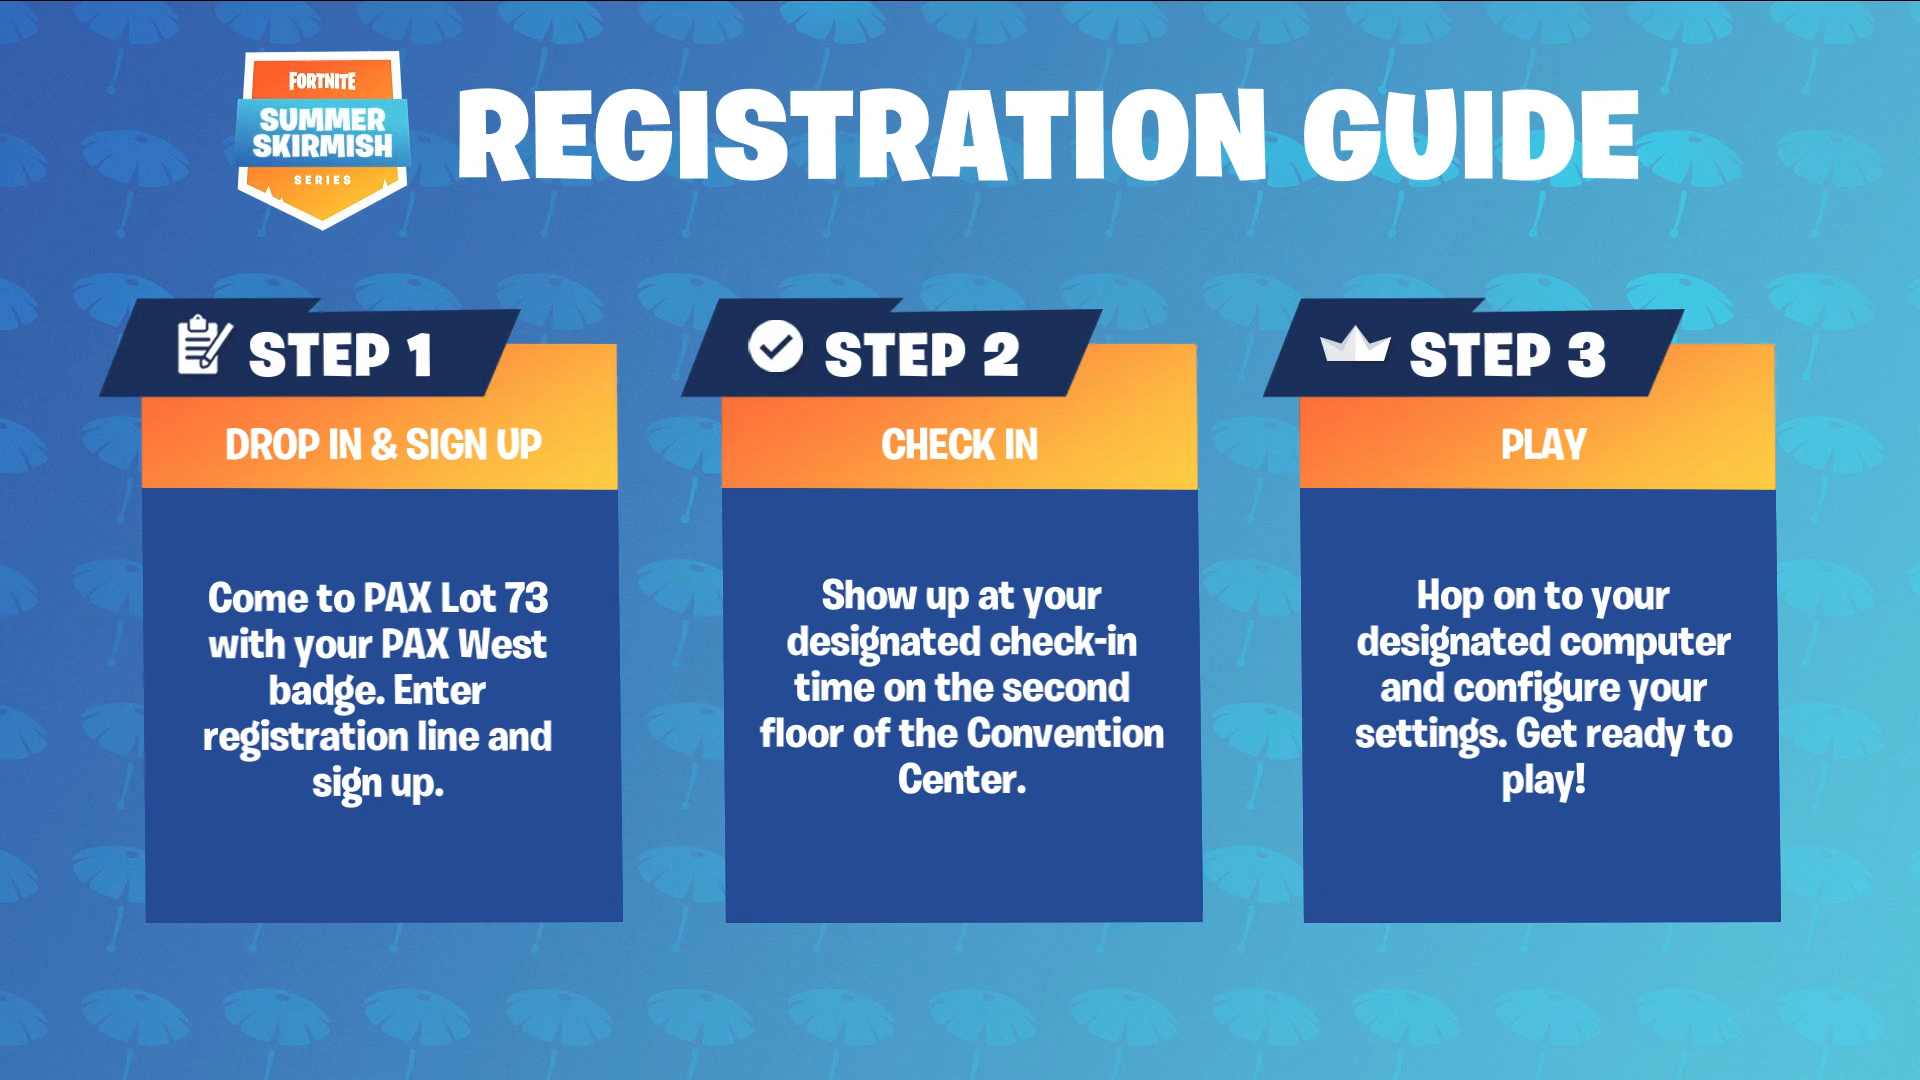 FORTNITE
SUMMER
SKIRMISH
SERIES
REGISTRATION GUIDE
STEP 1
DROP IN & SIGN UP
Come to PAX Lot 73
with your PAX West
badge. Enter
registration line and
sign up.
STEP 2
CHECK IN
Show up at your
designated check-in
time on the second
floor of the Convention
Center.
STEP 3
PLAY
Hop on to your
designated computer
and configure your
settings. Get ready to
play!